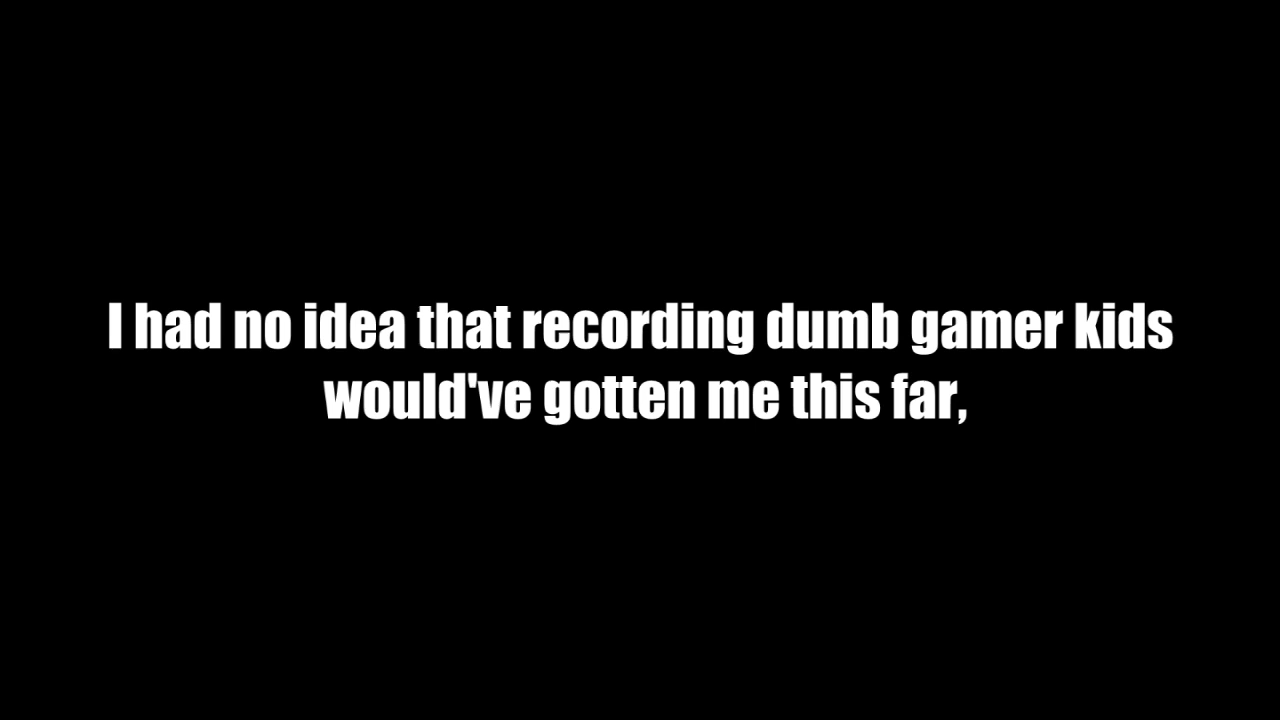 I had no idea that recording dumb gamer kids
would've gotten me this far,